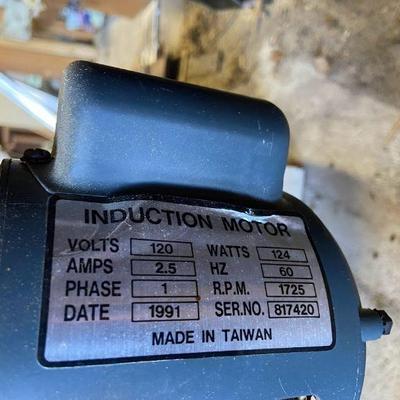 INDUCTION MOTOR
VOLTS 120 WATTS 124
AMPS 2.5 HZ 60
PHASE 1 R.P.M. 1725
DATE 1991 SER.NO. 817420
MADE IN TAIWAN